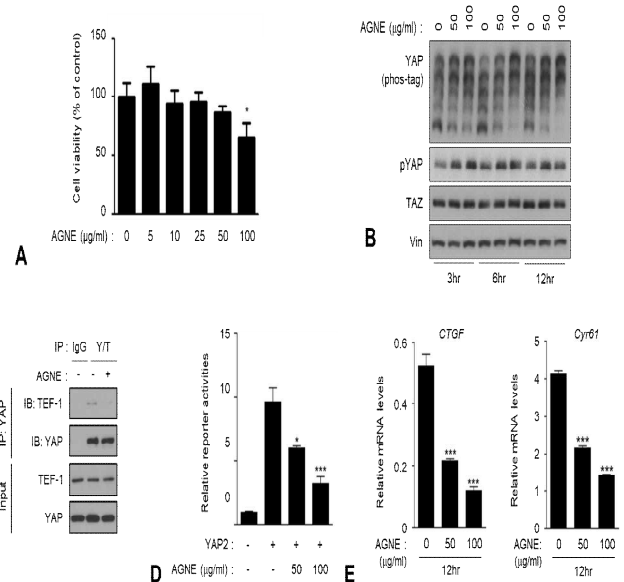 Cell viability (% of control)
150
100
50
0
*
AGNE (μg/ml) : 0 5 10 25 50 100
A
AGNE (μg/ml) 0 50 100 0 50 100 0 50 100
YAP
(phos-tag)
pYAP
TAZ
Vin
3hr 6hr 12hr
B
IP : IgG Y/T
AGNE : - - +
IP: YAP
IB: TEF-1
IB: YAP
Input
TEF-1
YAP
Relative reporter activities
15
10
5
0
* ***
YAP2 : - + + +
AGNE (μg/ml) : - - 50 100
D
CTGF
Relative mRNA levels
0.6
0.4
0.2
0
*** ***
AGNE : 0 50 100
(μg/ml)
12hr
E
Cyr61
Relative mRNA levels
5
4
3
2
1
0
*** ***
AGNE : 0 50 100
(μg/ml)
12hr